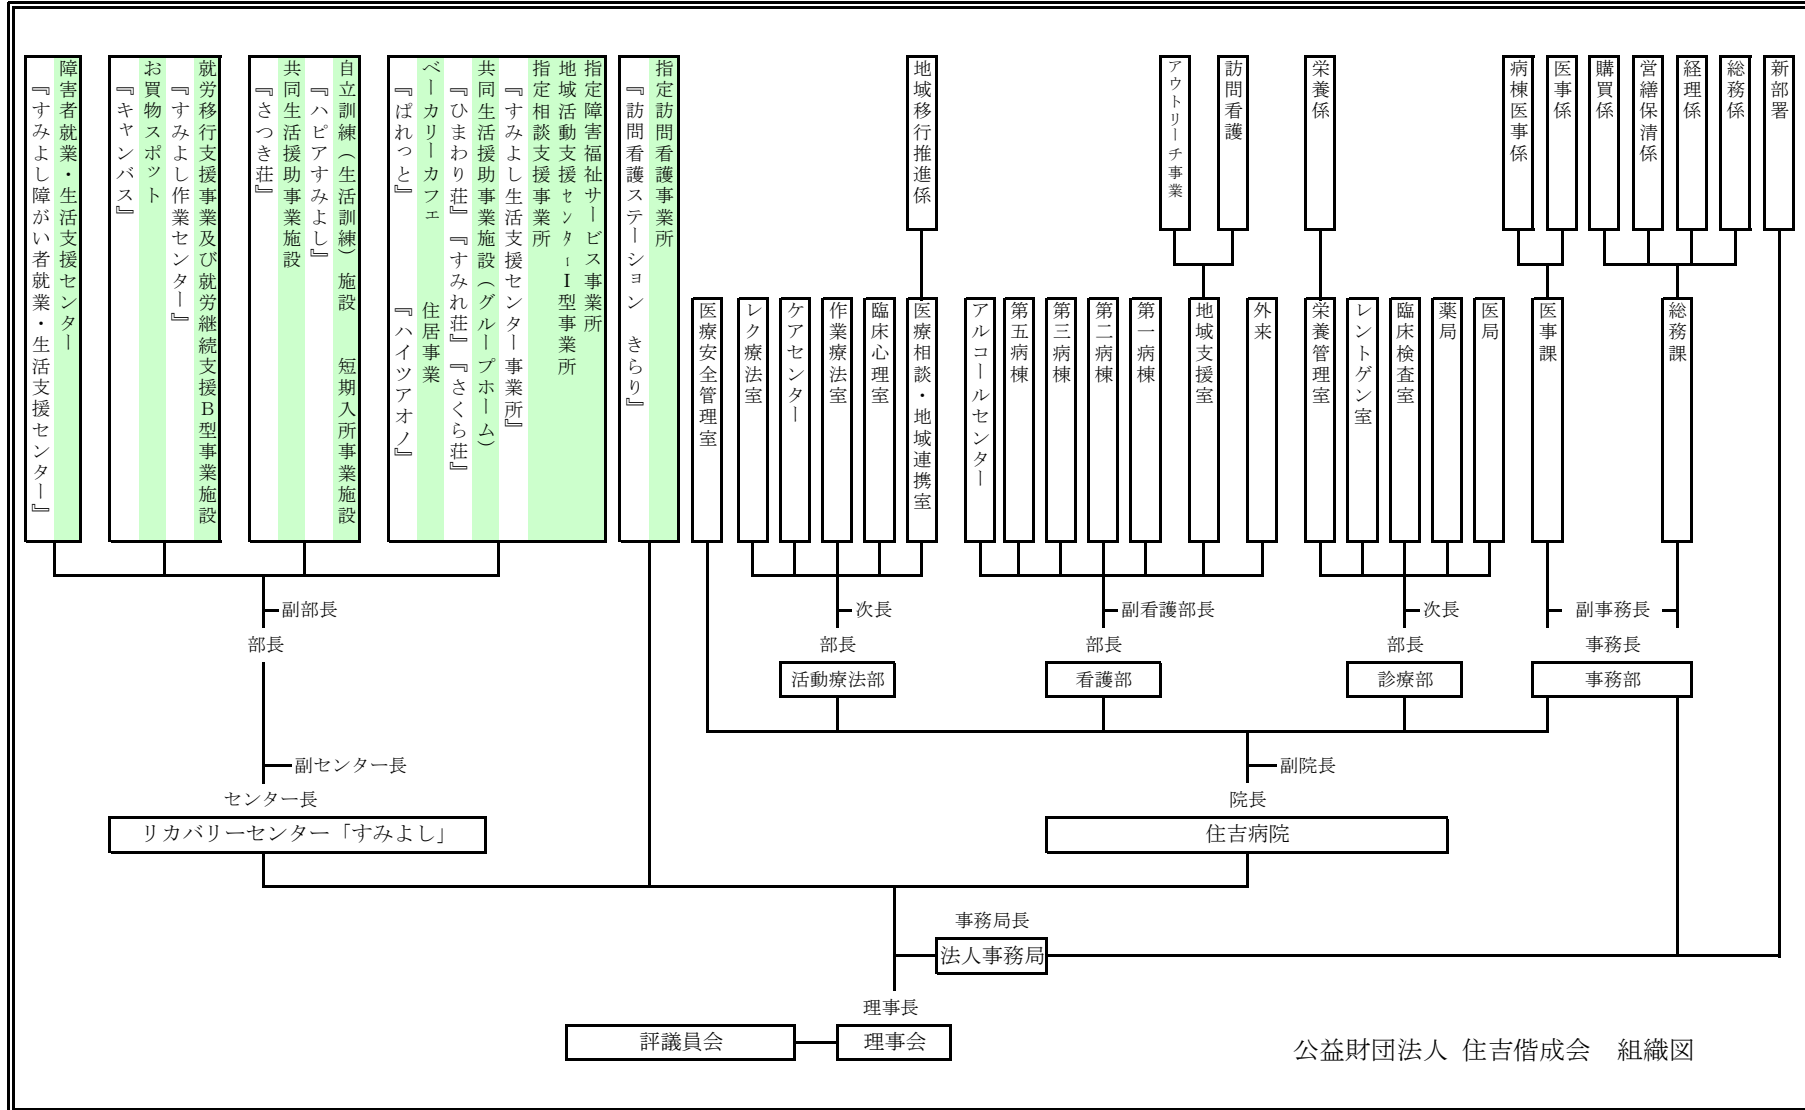 新部署
総務係
経理係
営繕保清係
購買係
医事係
病棟医事係
栄養係
訪問看護
アウトリーチ事業
地域移行推進係
総務課
医事課
医局
薬局
臨床検査室
レントゲン室
栄養管理室
外来
地域支援室
第一病棟
第二病棟
第三病棟
第五病棟
アルコールセンター
医療相談・地域連携室
臨床心理室
作業療法室
ケアセンター
レク療法室
医療安全管理室
指定訪問看護事業所
『訪問看護ステーション きらり』
指定障害福祉サービス事業所
地域活動支援センターⅠ型事業所
指定相談支援事業所
『すみよし生活支援センター事業所』
共同生活援助事業施設(グループホーム)
『ひまわり荘』『すみれ荘』『さくら荘』
ベーカリーカフェ 住居事業
『ぱれっと』 『ハイツアオノ』
自立訓練(生活訓練)施設 短期入所事業施設
『ハピアすみよし』
共同生活援助事業施設
『さつき荘』
就労移行支援事業及び就労継続支援B型事業施設
『すみよし作業センター』
お買物スポット
『キャンバス』
障害者就業・生活支援センター
『すみよし障がい者就業・生活支援センター』
副部長
次長
副看護部長
次長
副事務長
部長
部長
部長
部長
事務長
活動療法部
看護部
診療部
事務部
副センター長
副院長
センター長
院長
リカバリーセンター「すみよし」
住吉病院
事務局長
法人事務局
理事長
評議員会
理事会
公益財団法人 住吉偕成会 組織図